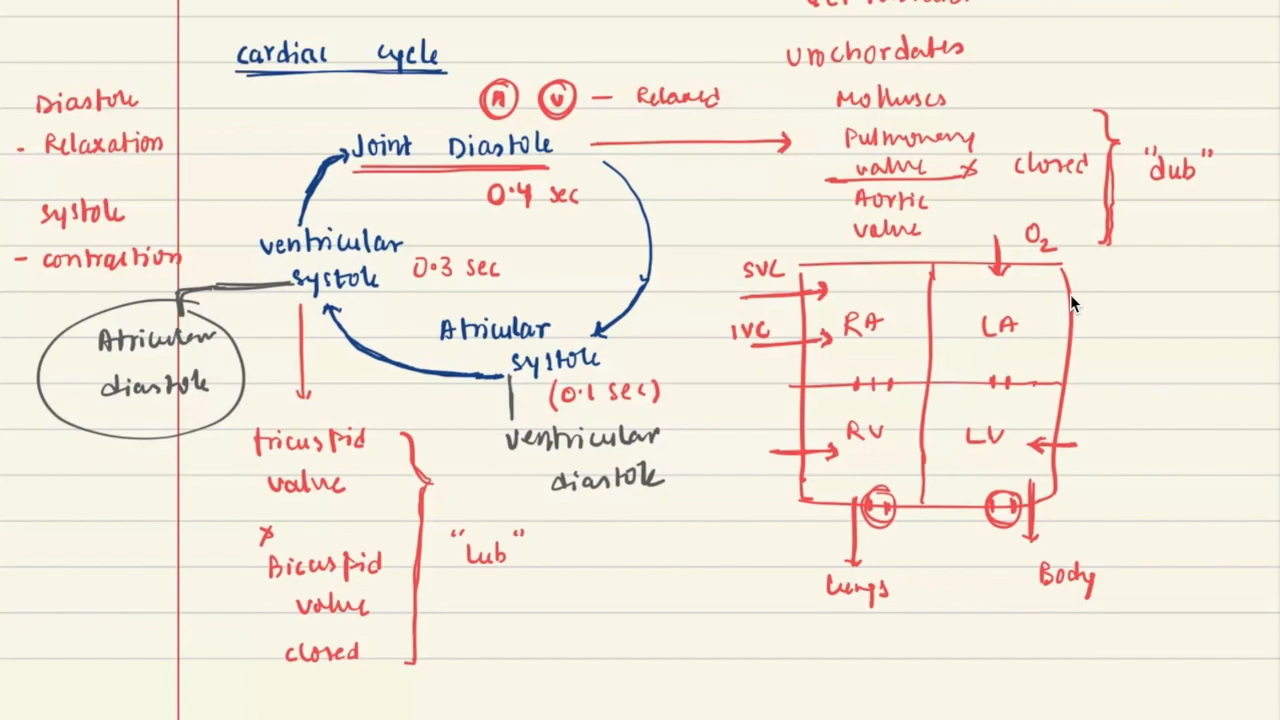 cardiac cycle
Diastole
- Relaxation
systole
- contraction
A V - Relaxed
Joint Diastole
0.4 sec
ventricular
systole 0.3 sec
Atricular
systole
(0.1 sec)
ventricular
diastole
Atricular
diastole
tricuspid
valve
x
Bicuspid
valve
closed
"Lub"
urochordates
Molluscs
Pulmonary
valve x closed
Aortic
valve
"dub"
O2
SVC
IVC
RA
LA
RV
LV
Lungs
Body